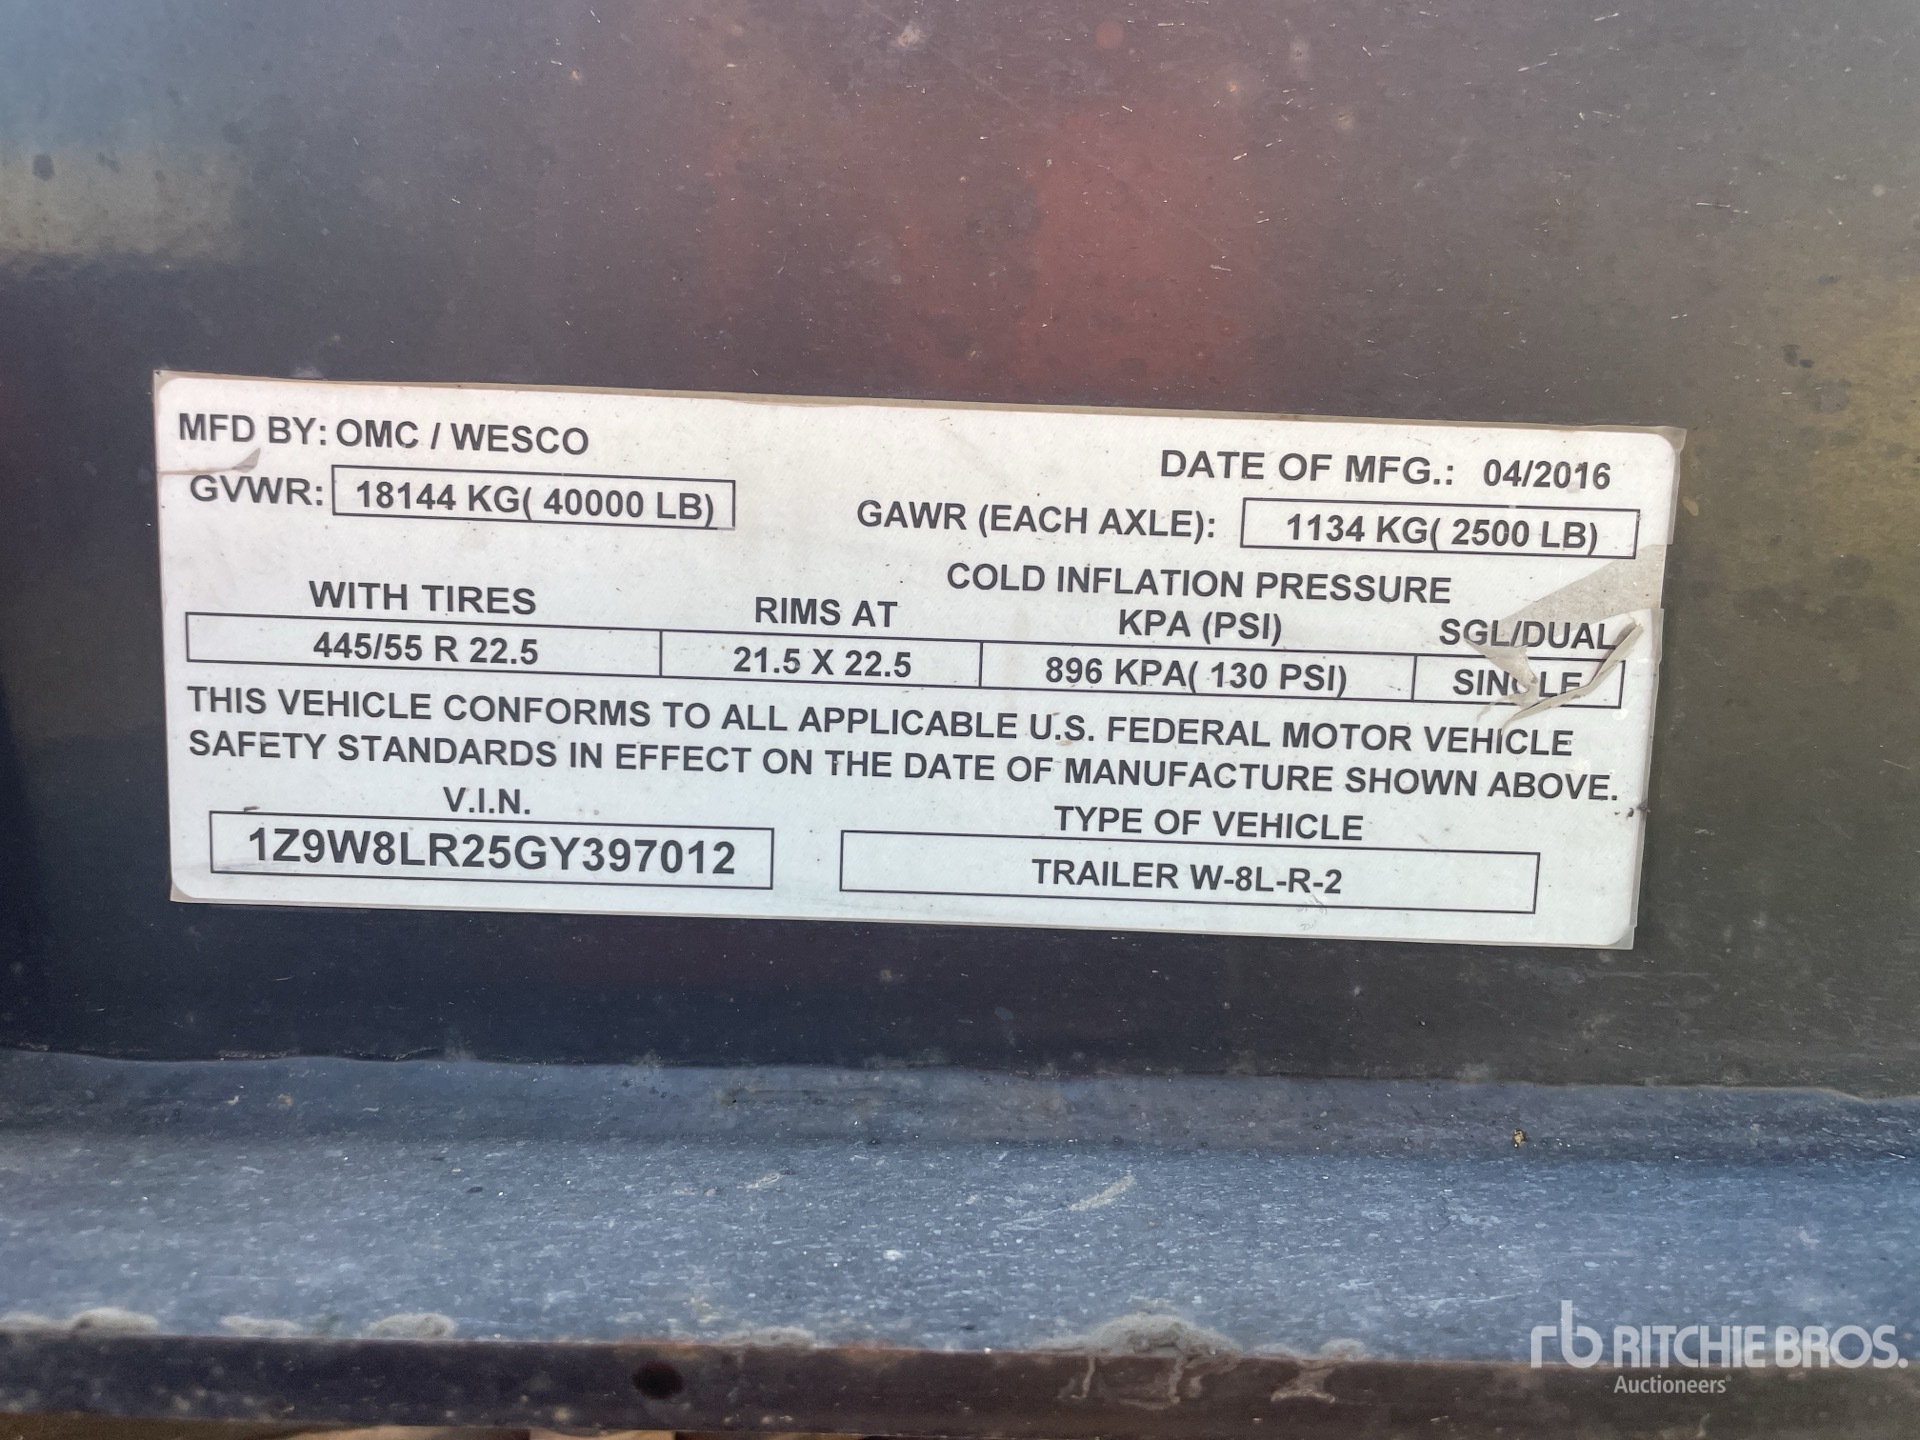 MFD BY: OMC / WESCO
DATE OF MFG.: 04/2016
GVWR: 18144 KG( 40000 LB)
GAWR (EACH AXLE): 1134 KG( 2500 LB)
COLD INFLATION PRESSURE
WITH TIRES RIMS AT KPA (PSI) SGL/DUAL
445/55 R 22.5 21.5 X 22.5 896 KPA( 130 PSI) SINGLE
THIS VEHICLE CONFORMS TO ALL APPLICABLE U.S. FEDERAL MOTOR VEHICLE
SAFETY STANDARDS IN EFFECT ON THE DATE OF MANUFACTURE SHOWN ABOVE.
V.I.N. TYPE OF VEHICLE
1Z9W8LR25GY397012 TRAILER W-8L-R-2
rb RITCHIE BROS.
Auctioneers